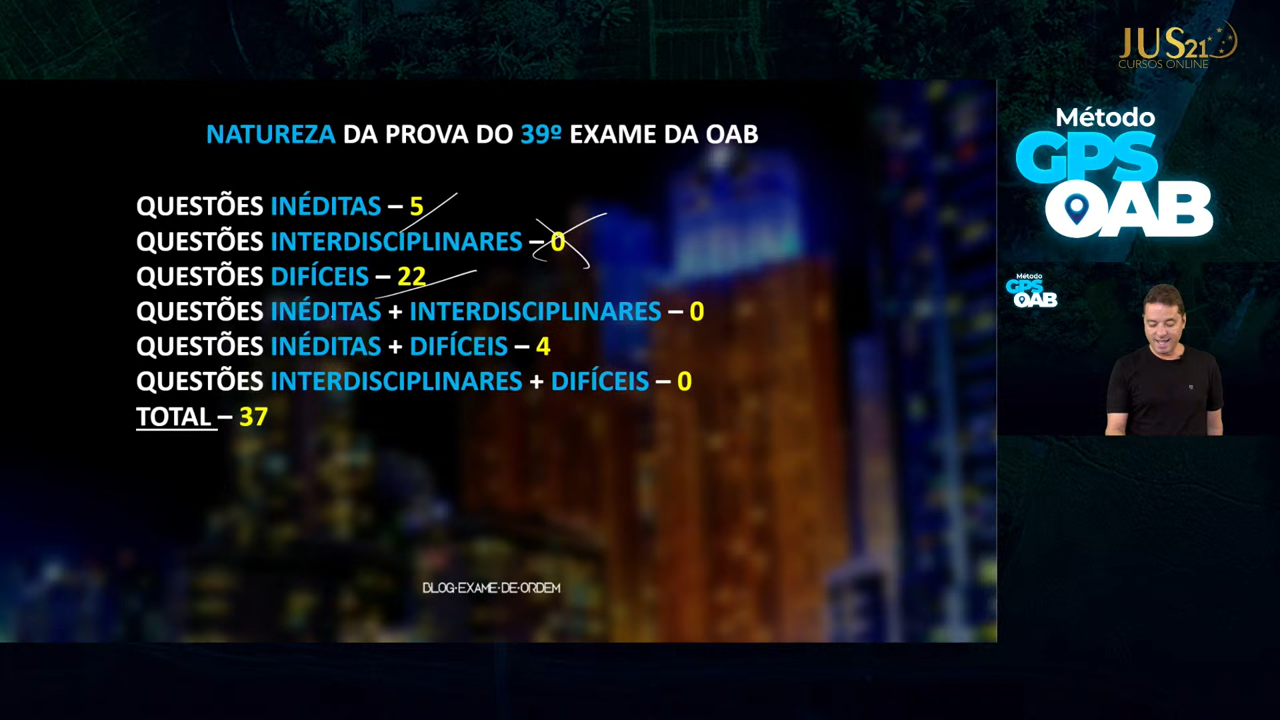 JUS21
CURSOS ONLINE
Método
GPS
OAB
NATUREZA DA PROVA DO 39º EXAME DA OAB
QUESTÕES INÉDITAS – 5
QUESTÕES INTERDISCIPLINARES – 0
QUESTÕES DIFÍCEIS – 22
QUESTÕES INÉDITAS + INTERDISCIPLINARES – 0
QUESTÕES INÉDITAS + DIFÍCEIS – 4
QUESTÕES INTERDISCIPLINARES + DIFÍCEIS – 0
TOTAL – 37
BLOG·EXAME·DE·ORDEM
Método
GPS
OAB